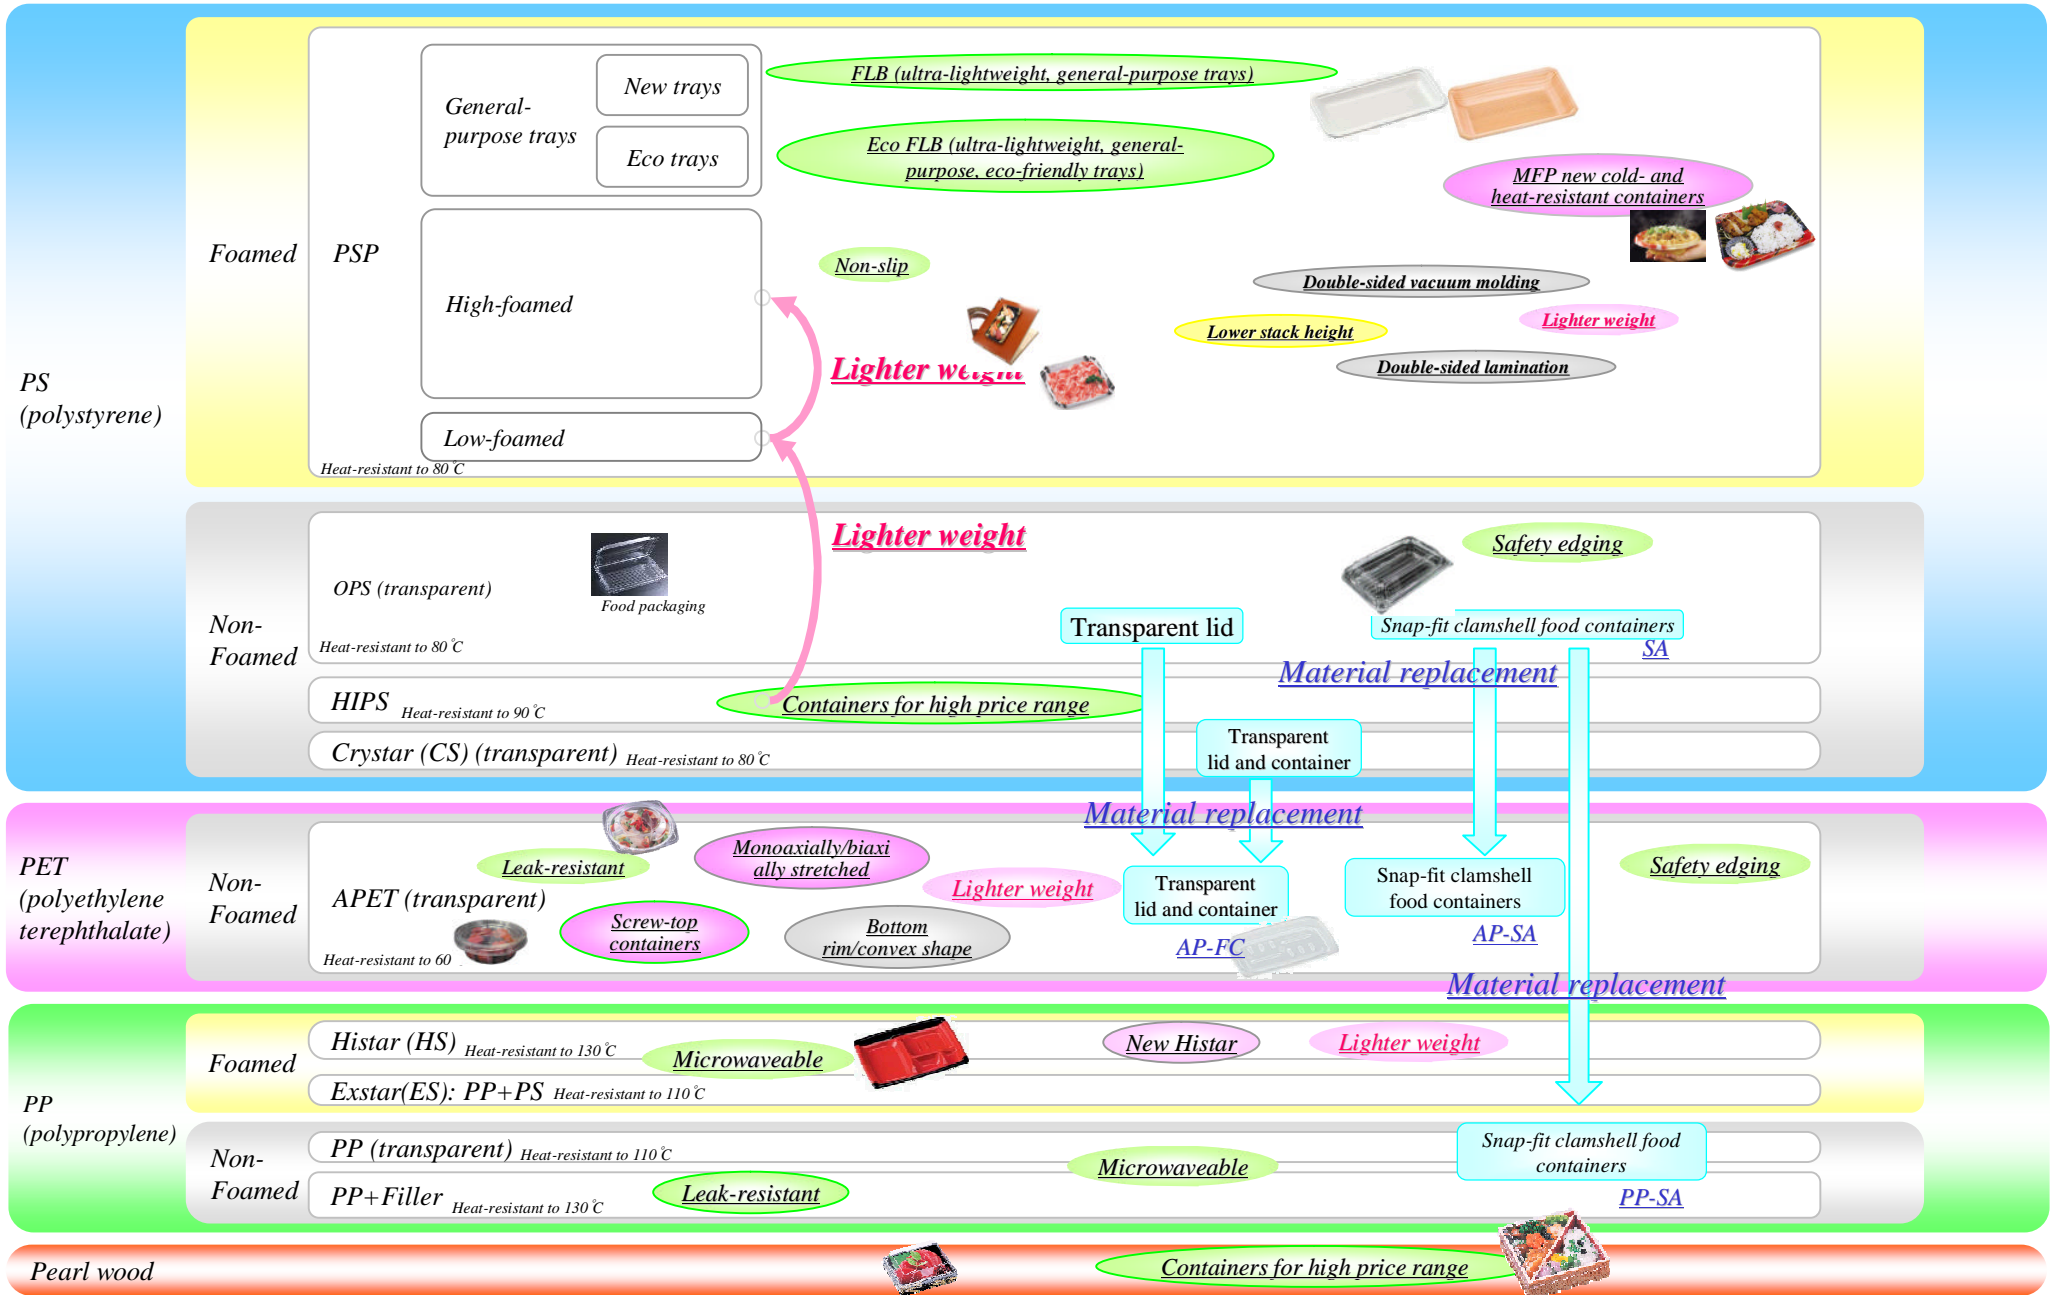 General-
purpose trays
New trays
Eco trays
FLB (ultra-lightweight, general-purpose trays)
Eco FLB (ultra-lightweight, general-
purpose, eco-friendly trays)
MFP new cold- and
heat-resistant containers
Foamed
PSP
High-foamed
Non-slip
Double-sided vacuum molding
Lower stack height
Lighter weight
Double-sided lamination
Lighter weight
Low-foamed
Heat-resistant to 80℃
PS
(polystyrene)
Lighter weight
Safety edging
OPS (transparent)
Food packaging
Non-
Foamed
Heat-resistant to 80℃
Transparent lid
Snap-fit clamshell food containers
SA
Material replacement
HIPS Heat-resistant to 90℃
Containers for high price range
Crystar (CS) (transparent) Heat-resistant to 80℃
Transparent
lid and container
Material replacement
PET
(polyethylene
terephthalate)
Non-
Foamed
APET (transparent)
Heat-resistant to 60
Leak-resistant
Monoaxially/biaxi
ally stretched
Lighter weight
Screw-top
containers
Bottom
rim/convex shape
Transparent
lid and container
AP-FC
Snap-fit clamshell
food containers
AP-SA
Safety edging
Material replacement
PP
(polypropylene)
Foamed
Histar (HS) Heat-resistant to 130℃
Microwaveable
New Histar
Lighter weight
Exstar(ES): PP+PS Heat-resistant to 110℃
Non-
Foamed
PP (transparent) Heat-resistant to 110℃
Microwaveable
Snap-fit clamshell food
containers
PP+Filler Heat-resistant to 130℃
Leak-resistant
PP-SA
Pearl wood
Containers for high price range